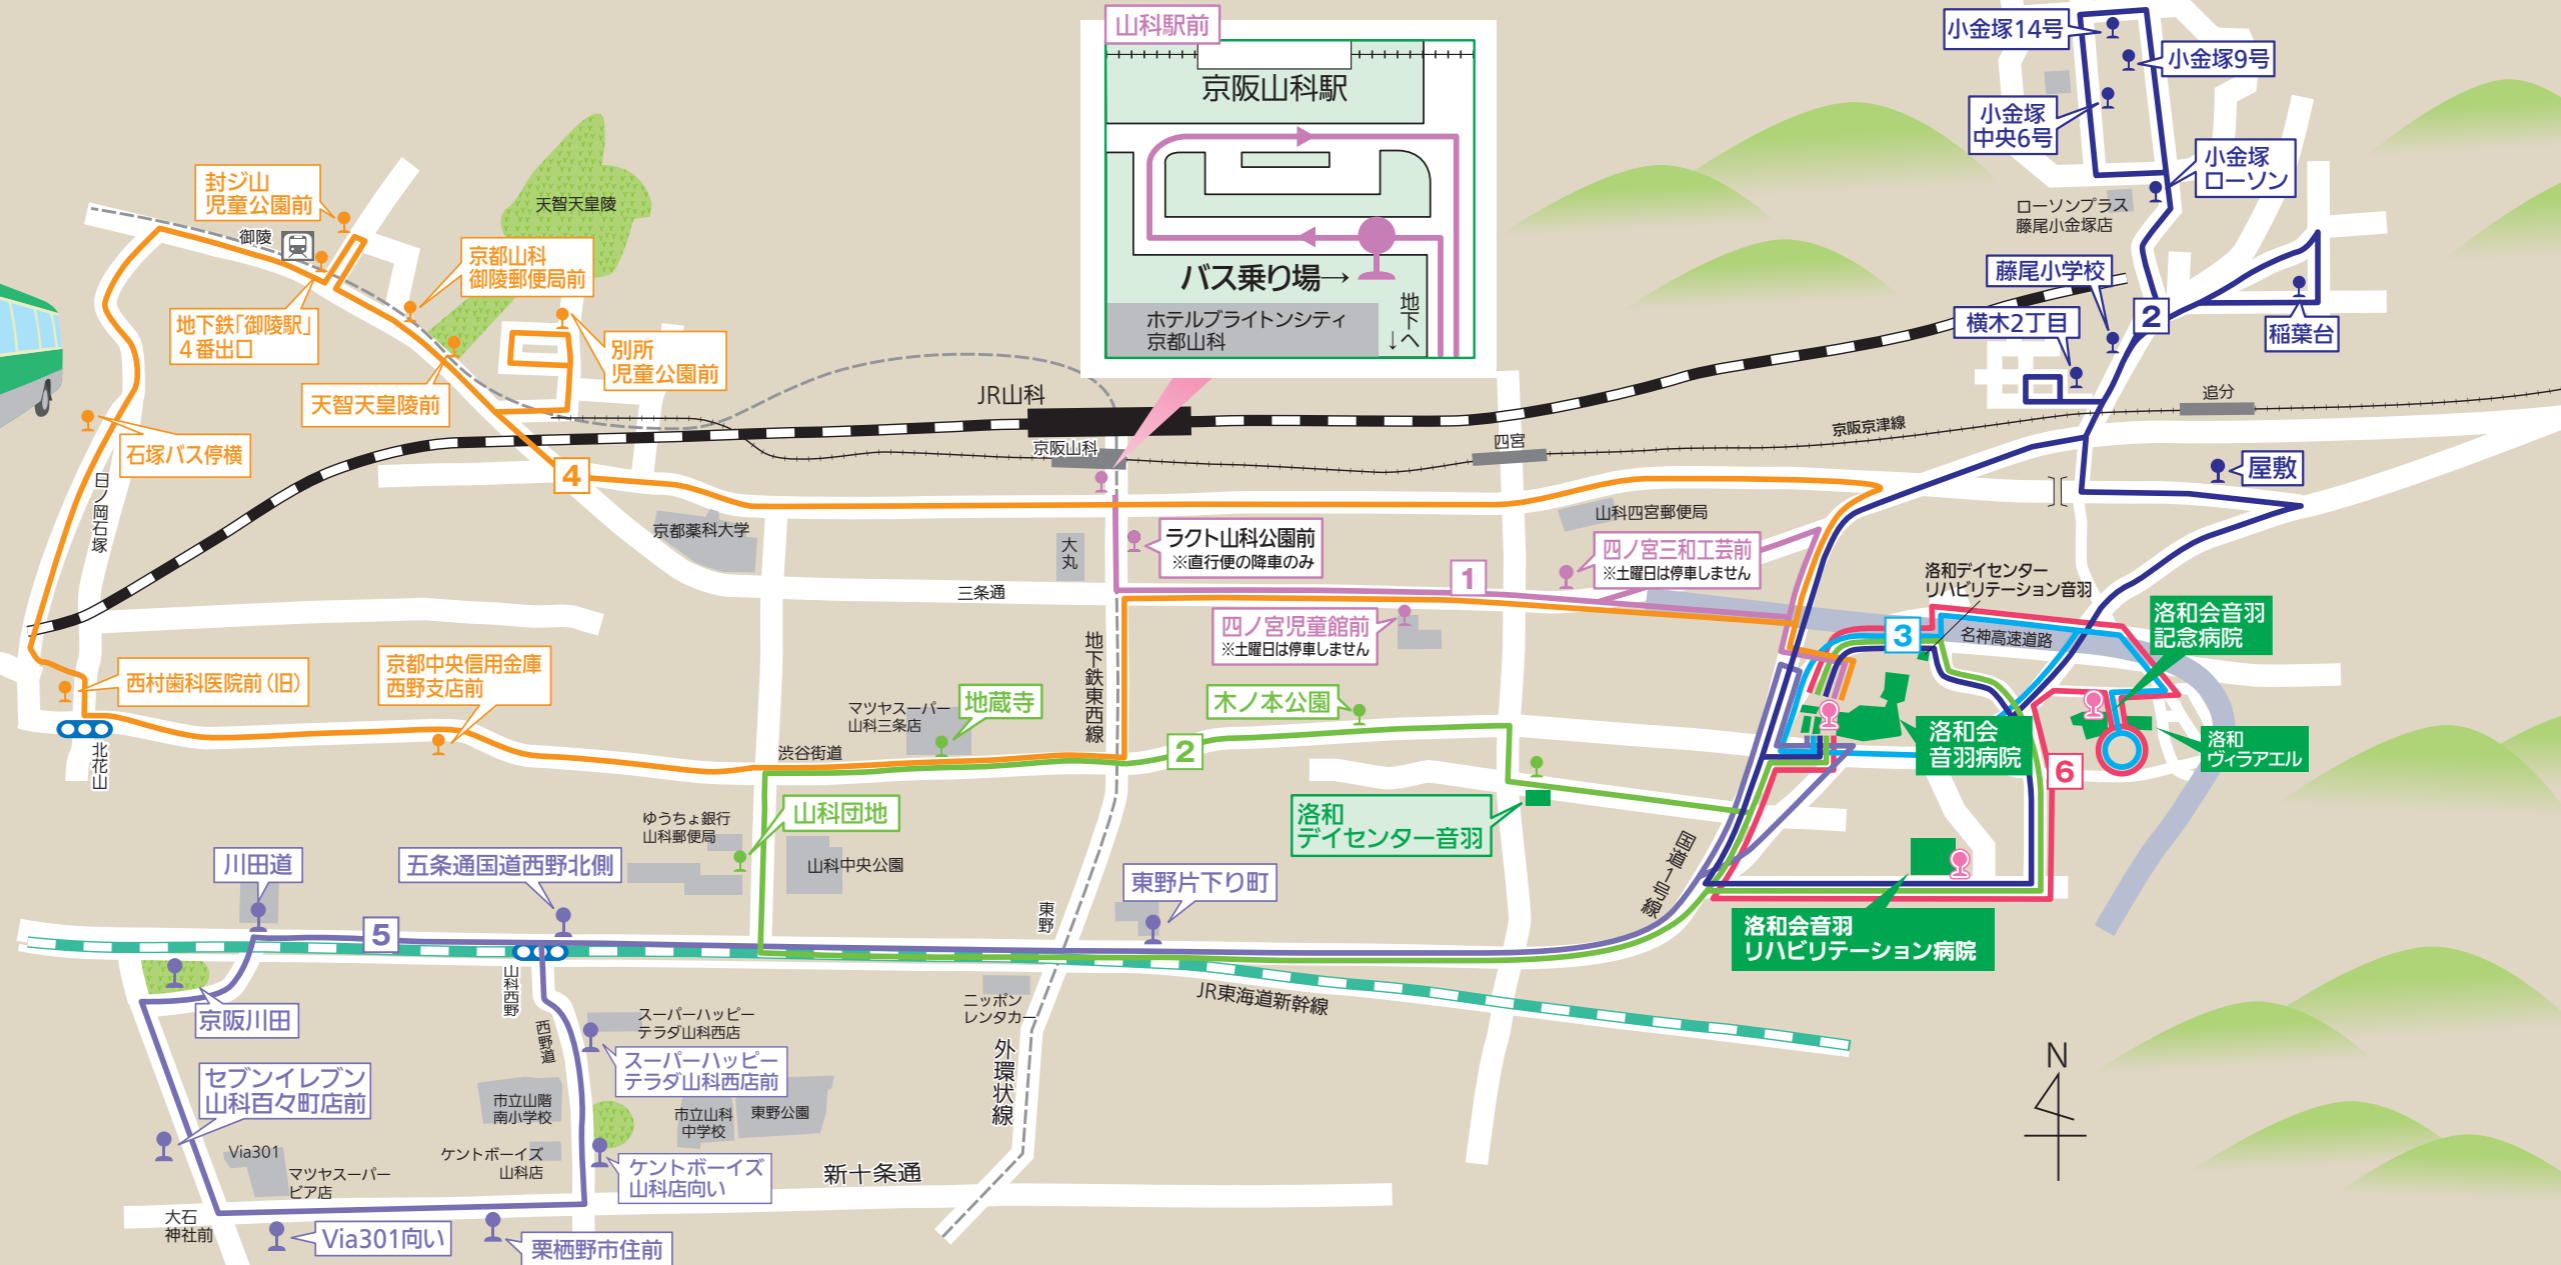 山科駅前
京阪山科駅
バス乗り場→
ホテルブライトンシティ
京都山科
地下へ
↓
小金塚14号
小金塚9号
小金塚
中央6号
小金塚
ローソン
ローソンプラス
藤尾小金塚店
藤尾小学校
横木2丁目
2
稲葉台
追分
京阪京津線
屋敷
封ジ山
児童公園前
御陵
天智天皇陵
京都山科
御陵郵便局前
地下鉄「御陵駅」
4番出口
別所
児童公園前
天智天皇陵前
石塚バス停横
日ノ岡石塚
4
JR山科
京阪山科
四宮
京都薬科大学
大丸
ラクト山科公園前
※直行便の降車のみ
山科四宮郵便局
四ノ宮三和工芸前
※土曜日は停車しません
1
三条通
四ノ宮児童館前
※土曜日は停車しません
洛和デイセンター
リハビリテーション音羽
3
名神高速道路
洛和会音羽
記念病院
西村歯科医院前(旧)
北花山
京都中央信用金庫
西野支店前
地下鉄東西線
マツヤスーパー
山科三条店
地蔵寺
渋谷街道
木ノ本公園
2
洛和会
音羽病院
洛和
ヴィラアエル
6
山科団地
ゆうちょ銀行
山科郵便局
山科中央公園
洛和
デイセンター音羽
国道1号線
川田道
五条通国道西野北側
東野片下り町
東野
5
洛和会音羽
リハビリテーション病院
京阪川田
山科西野
西野道
スーパーハッピー
テラダ山科西店
スーパーハッピー
テラダ山科西店前
ニッポン
レンタカー
JR東海道新幹線
外環状線
セブンイレブン
山科百々町店前
市立山階
南小学校
市立山科
中学校
東野公園
Via301
マツヤスーパー
ビア店
ケントボーイズ
山科店
ケントボーイズ
山科店向い
新十条通
大石
神社前
Via301向い
栗栖野市住前
N